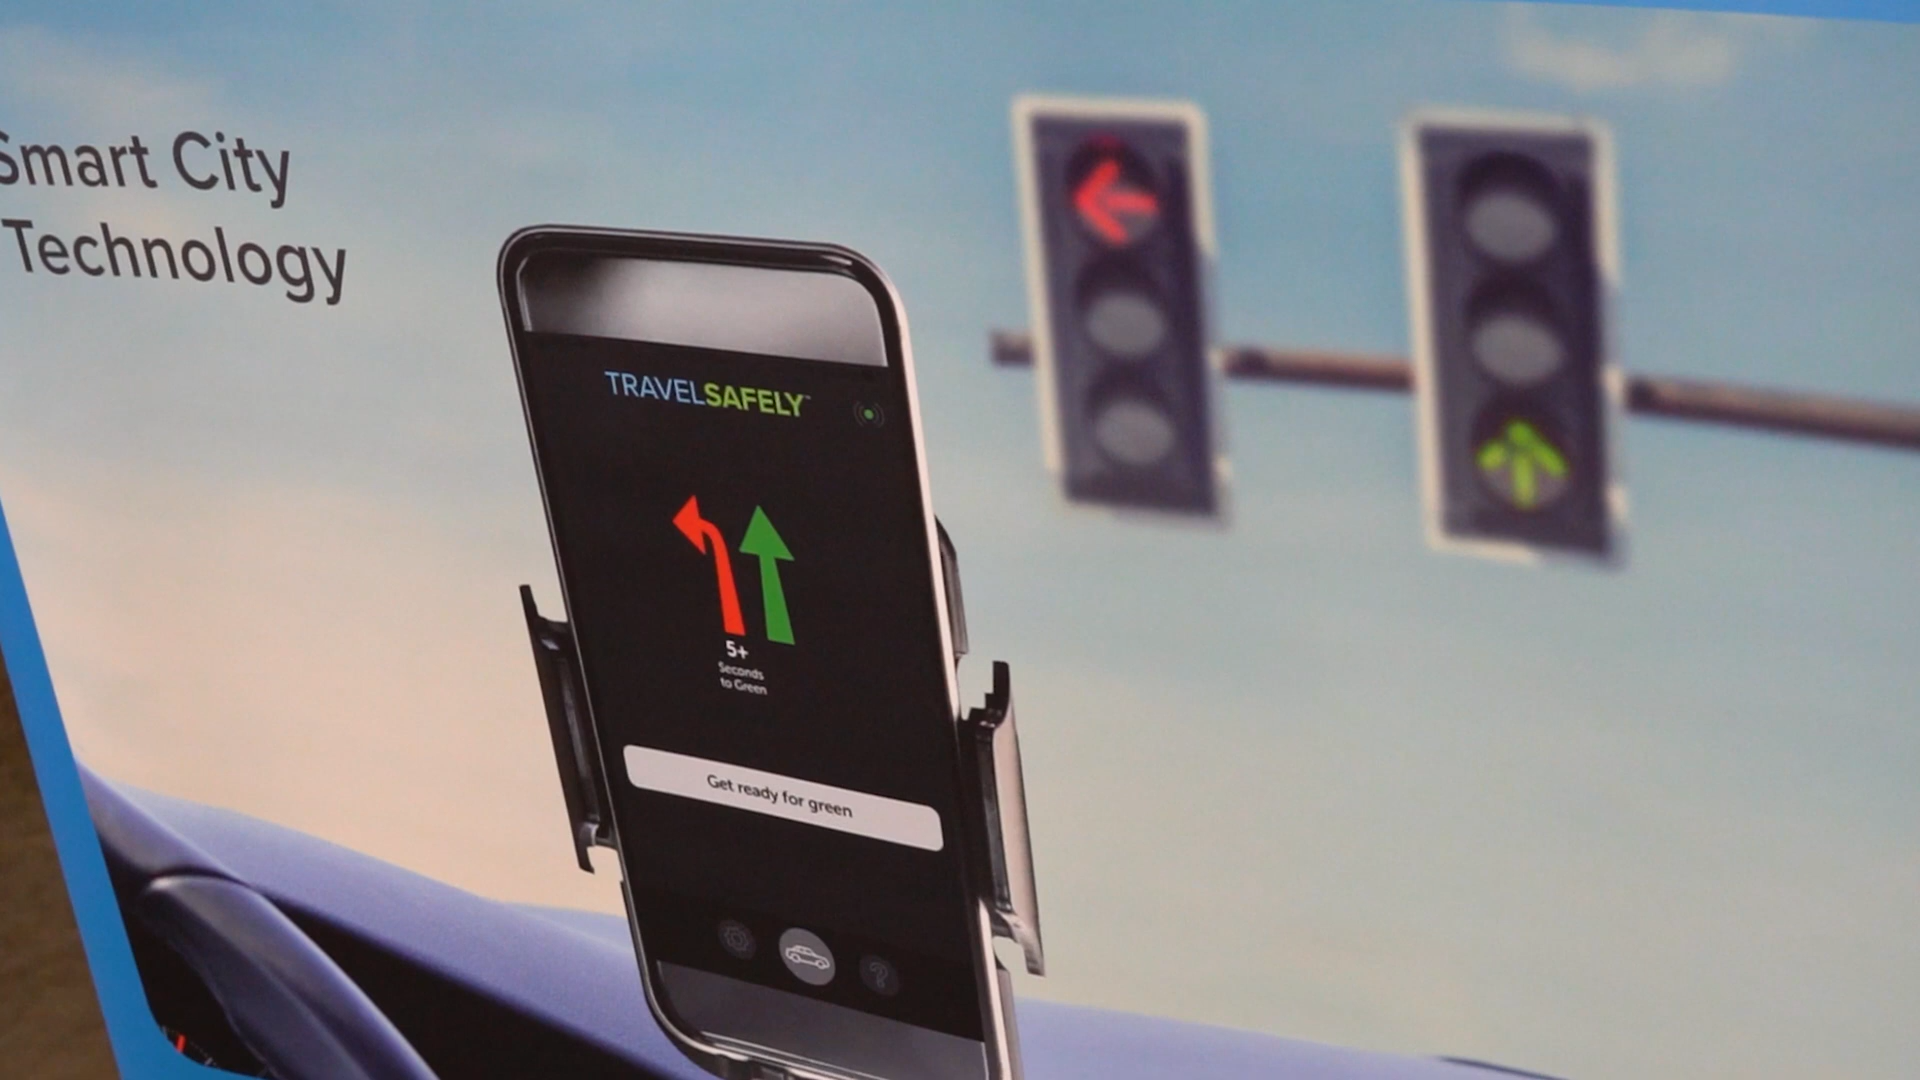 Smart City
Technology
TRAVELSAFELY™
5+
Seconds
to Green
Get ready for green
?